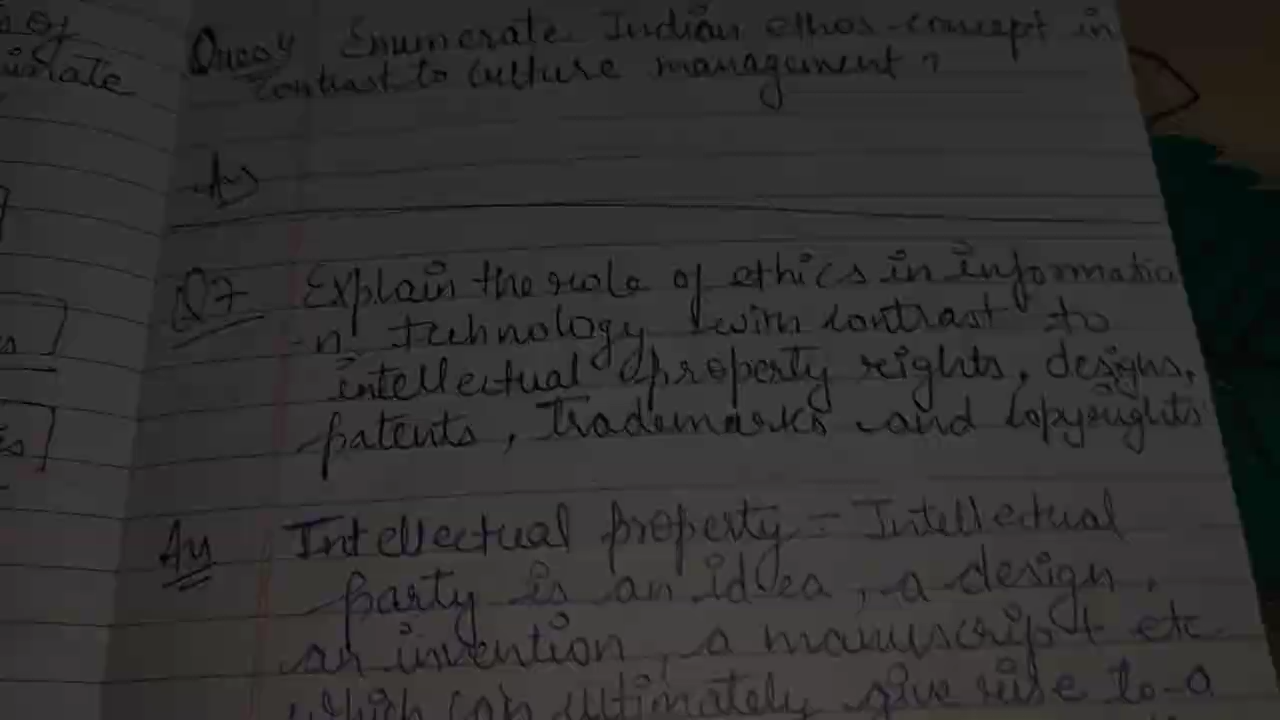 late
Ques4 Enumerate Indian ethos concept in
contrast to culture management ?
Ans
Q7 Explain the role of ethics in informatio
-n technology with contrast to
intellectual property rights, designs,
patents, Trademarks and Copyrights
Ans Intellectual property = Intellectual
party is an idea, a design,
an invention, a manuscript etc
which can ultimately give rise to a